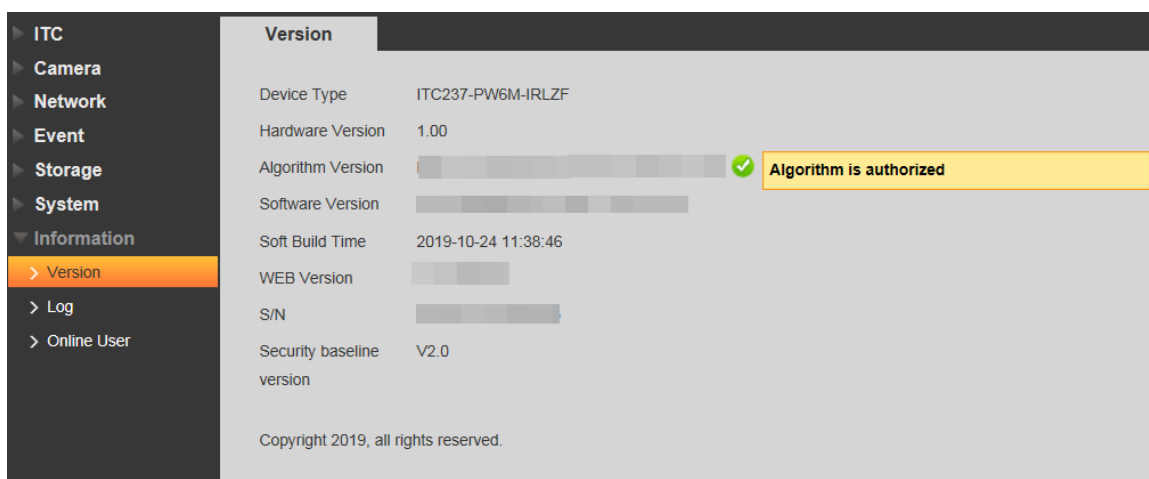 ITC
Camera
Network
Event
Storage
System
Information
Version
Log
Online User
Version
Device Type ITC237-PW6M-IRLZF
Hardware Version 1.00
Algorithm Version Algorithm is authorized
Software Version
Soft Build Time 2019-10-24 11:38:46
WEB Version
S/N
Security baseline V2.0
version
Copyright 2019, all rights reserved.